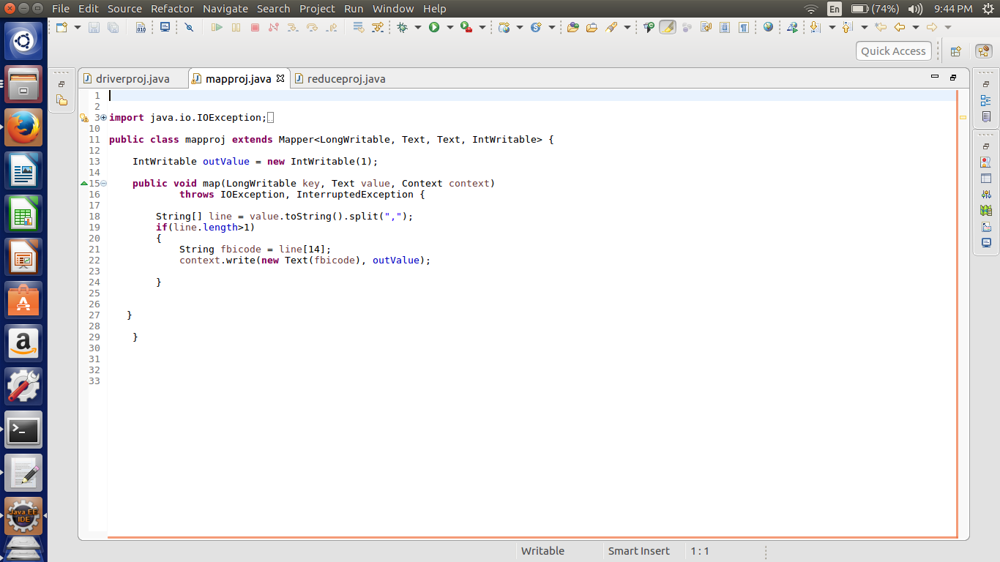 File Edit Source Refactor Navigate Search Project Run Window Help
En (74%) 9:44 PM
010
Quick Access
driverproj.java mapproj.java reduceproj.java
1
2
3 import java.io.IOException;
10
11 public class mapproj extends Mapper<LongWritable, Text, Text, IntWritable> {
12
13 IntWritable outValue = new IntWritable(1);
14
15 public void map(LongWritable key, Text value, Context context)
16 throws IOException, InterruptedException {
17
18 String[] line = value.toString().split(",");
19 if(line.length>1)
20 {
21 String fbicode = line[14];
22 context.write(new Text(fbicode), outValue);
23
24 }
25
26
27 }
28
29 }
30
31
32
33
Java EE
IDE
Writable Smart Insert 1 : 1